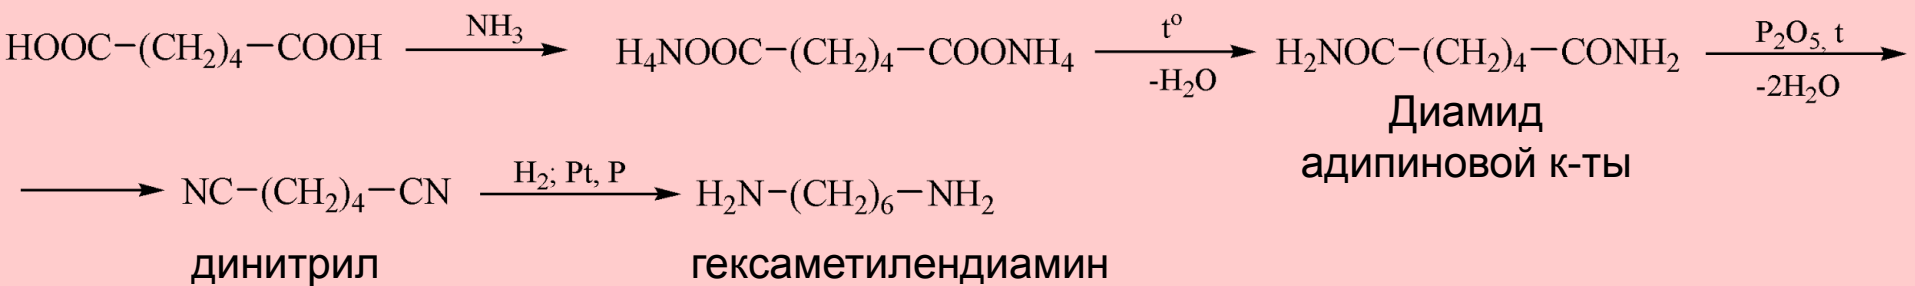 HOOC–(CH₂)₄–COOH NH₃ H₄NOOC–(CH₂)₄–COONH₄ tº -H₂O H₂NOC–(CH₂)₄–CONH₂ P₂O₅, t -2H₂O
Диамид
адипиновой к-ты
NC–(CH₂)₄–CN H₂; Pt, P H₂N–(CH₂)₆–NH₂
динитрил гексаметилендиамин